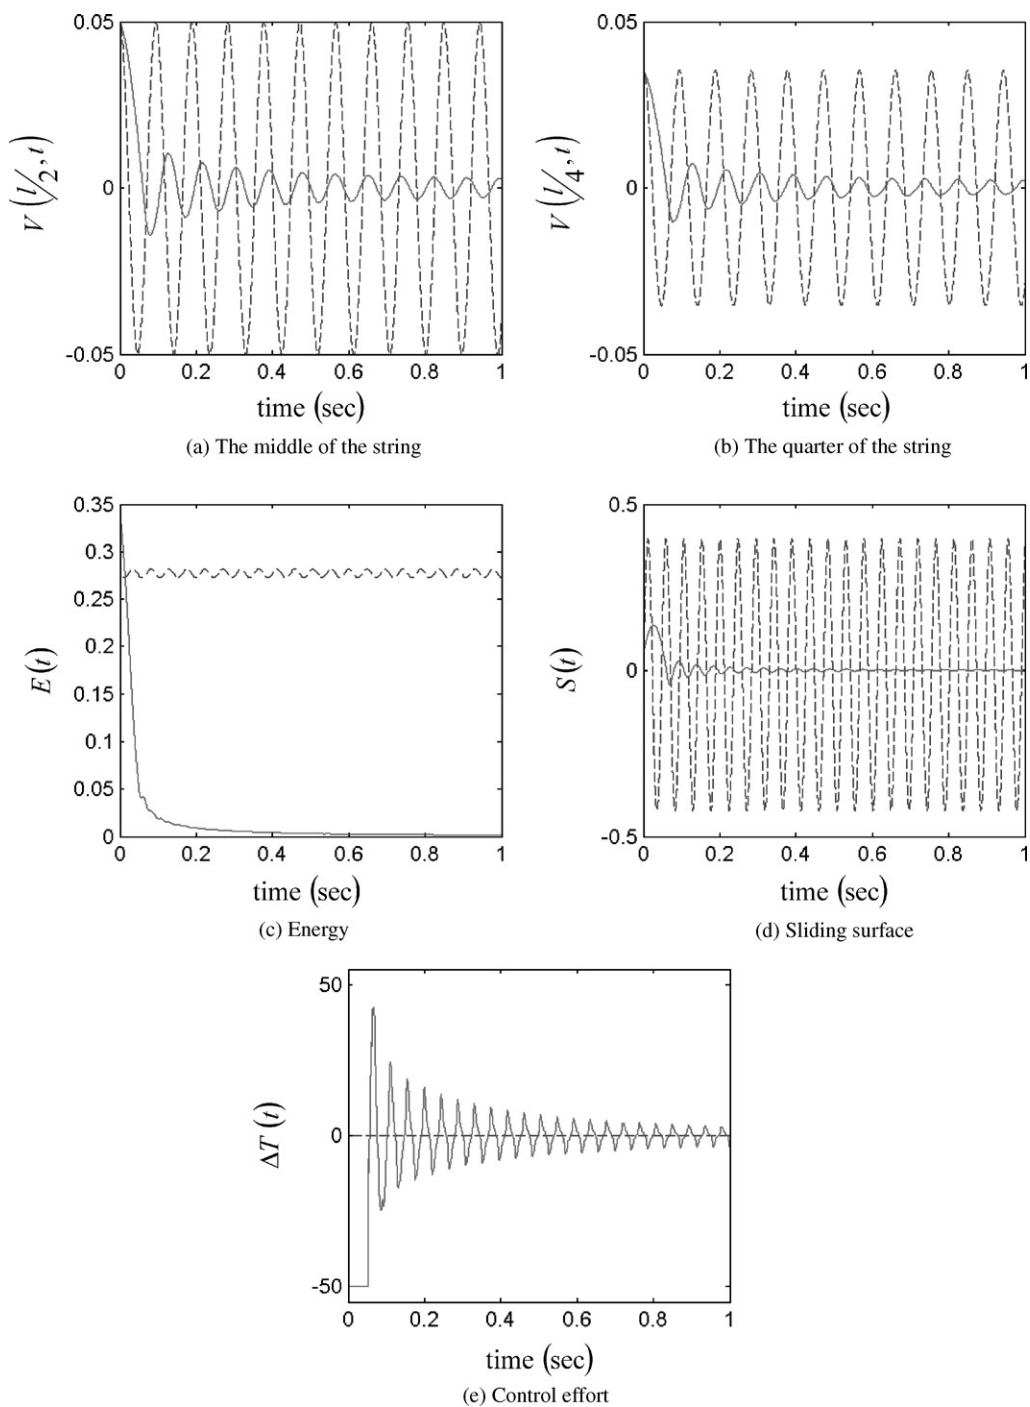 0.05
0
-0.05
V(l/2, t)
0 0.2 0.4 0.6 0.8 1
time (sec)
(a) The middle of the string
0.05
0
-0.05
V(l/4, t)
0 0.2 0.4 0.6 0.8 1
time (sec)
(b) The quarter of the string
0.35
0.3
0.25
0.2
0.15
0.1
0.05
0
E(t)
0 0.2 0.4 0.6 0.8 1
time (sec)
(c) Energy
0.5
0
-0.5
S(t)
0 0.2 0.4 0.6 0.8 1
time (sec)
(d) Sliding surface
50
0
-50
ΔT(t)
0 0.2 0.4 0.6 0.8 1
time (sec)
(e) Control effort